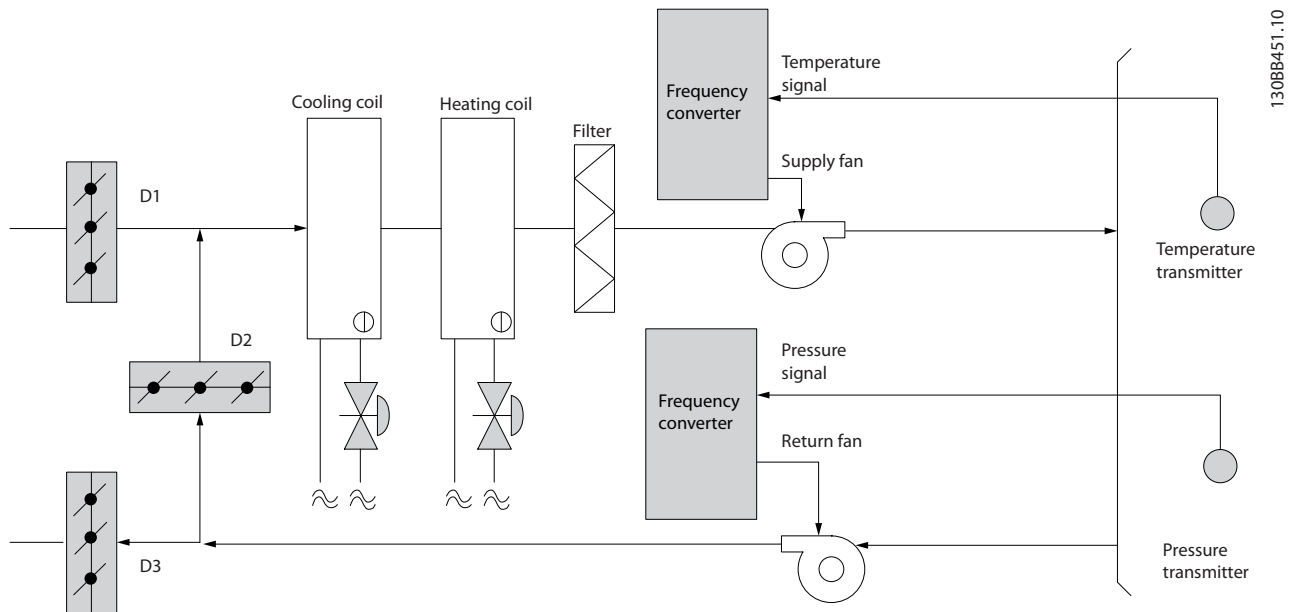 130BB451.10
Temperature
signal
Frequency
converter
Cooling coil
Heating coil
Filter
Supply fan
D1
Temperature
transmitter
D2
Pressure
signal
Frequency
converter
Return fan
D3
Pressure
transmitter